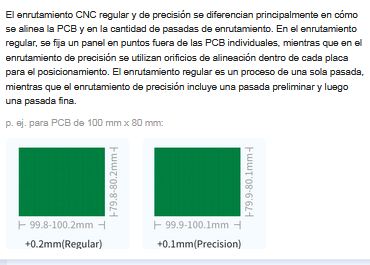 El enrutamiento CNC regular y de precisión se diferencian principalmente en cómo
se alinea la PCB y en la cantidad de pasadas de enrutamiento. En el enrutamiento
regular, se fija un panel en puntos fuera de las PCB individuales, mientras que en el
enrutamiento de precisión se utilizan orificios de alineación dentro de cada placa
para el posicionamiento. El enrutamiento regular es un proceso de una sola pasada,
mientras que el enrutamiento de precisión incluye una pasada preliminar y luego
una pasada fina.
p. ej. para PCB de 100 mm x 80 mm:
79.8-80.2mm
99.8-100.2mm
+0.2mm(Regular)
79.9-80.1mm
99.9-100.1mm
+0.1mm(Precision)